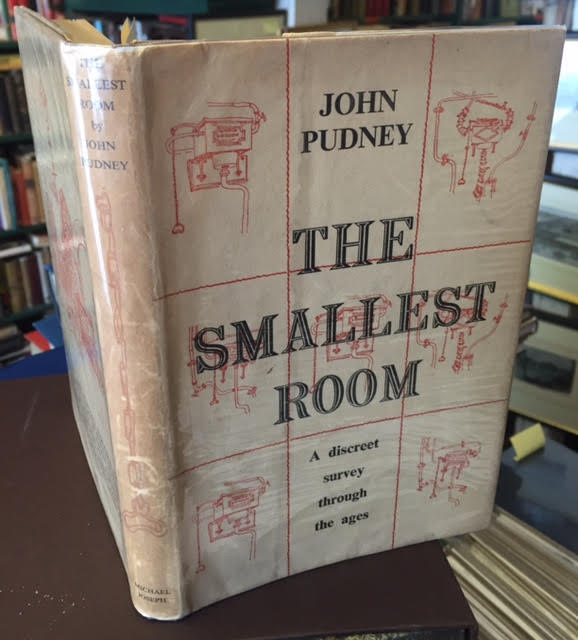 THE
SMALLEST
ROOM
by
JOHN
PUDNEY
MICHAEL
JOSEPH
JOHN
PUDNEY
THE
SMALLEST
ROOM
A discreet
survey
through
the ages